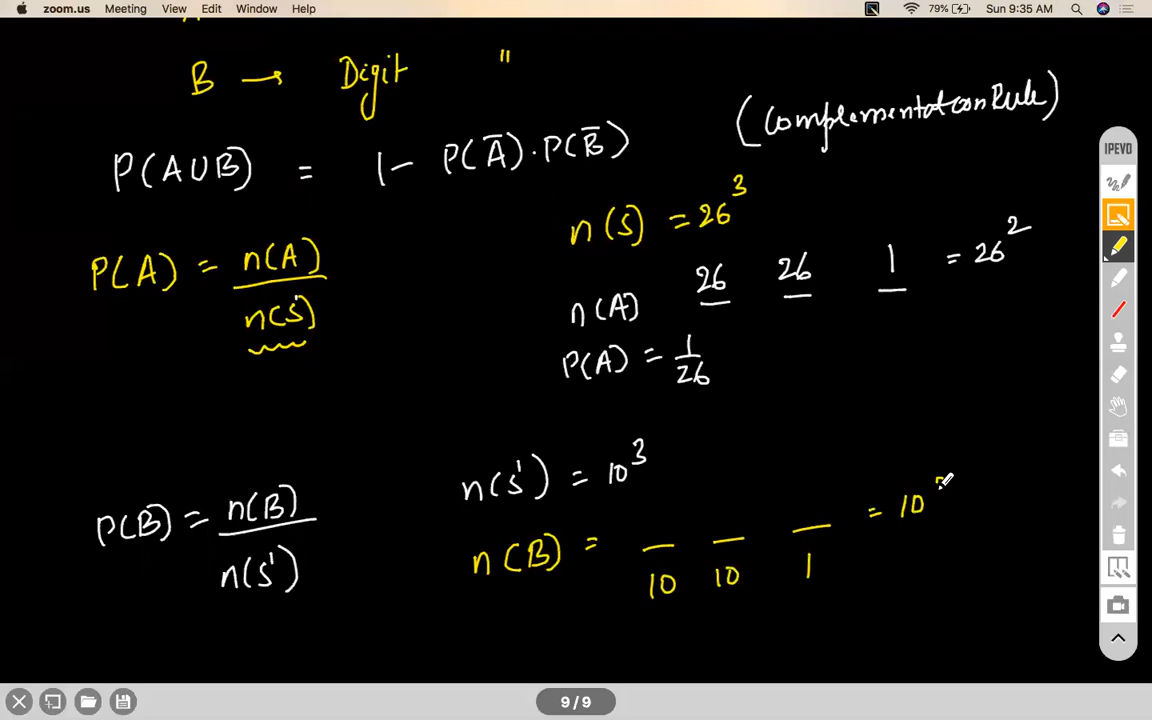 zoom.us Meeting View Edit Window Help 79% Sun 9:35 AM
B → Digit "
(Complementation Rule)
P(A∪B) = 1 - P(A̅).P(B̅)
n(S) = 26³
P(A) = n(A) / n(S')
n(A) 26 26 1 = 26²
P(A) = 1/26
n(S') = 10³
P(B) = n(B) / n(S')
n(B) = 10 10 1 = 10
IPEVO
9 / 9